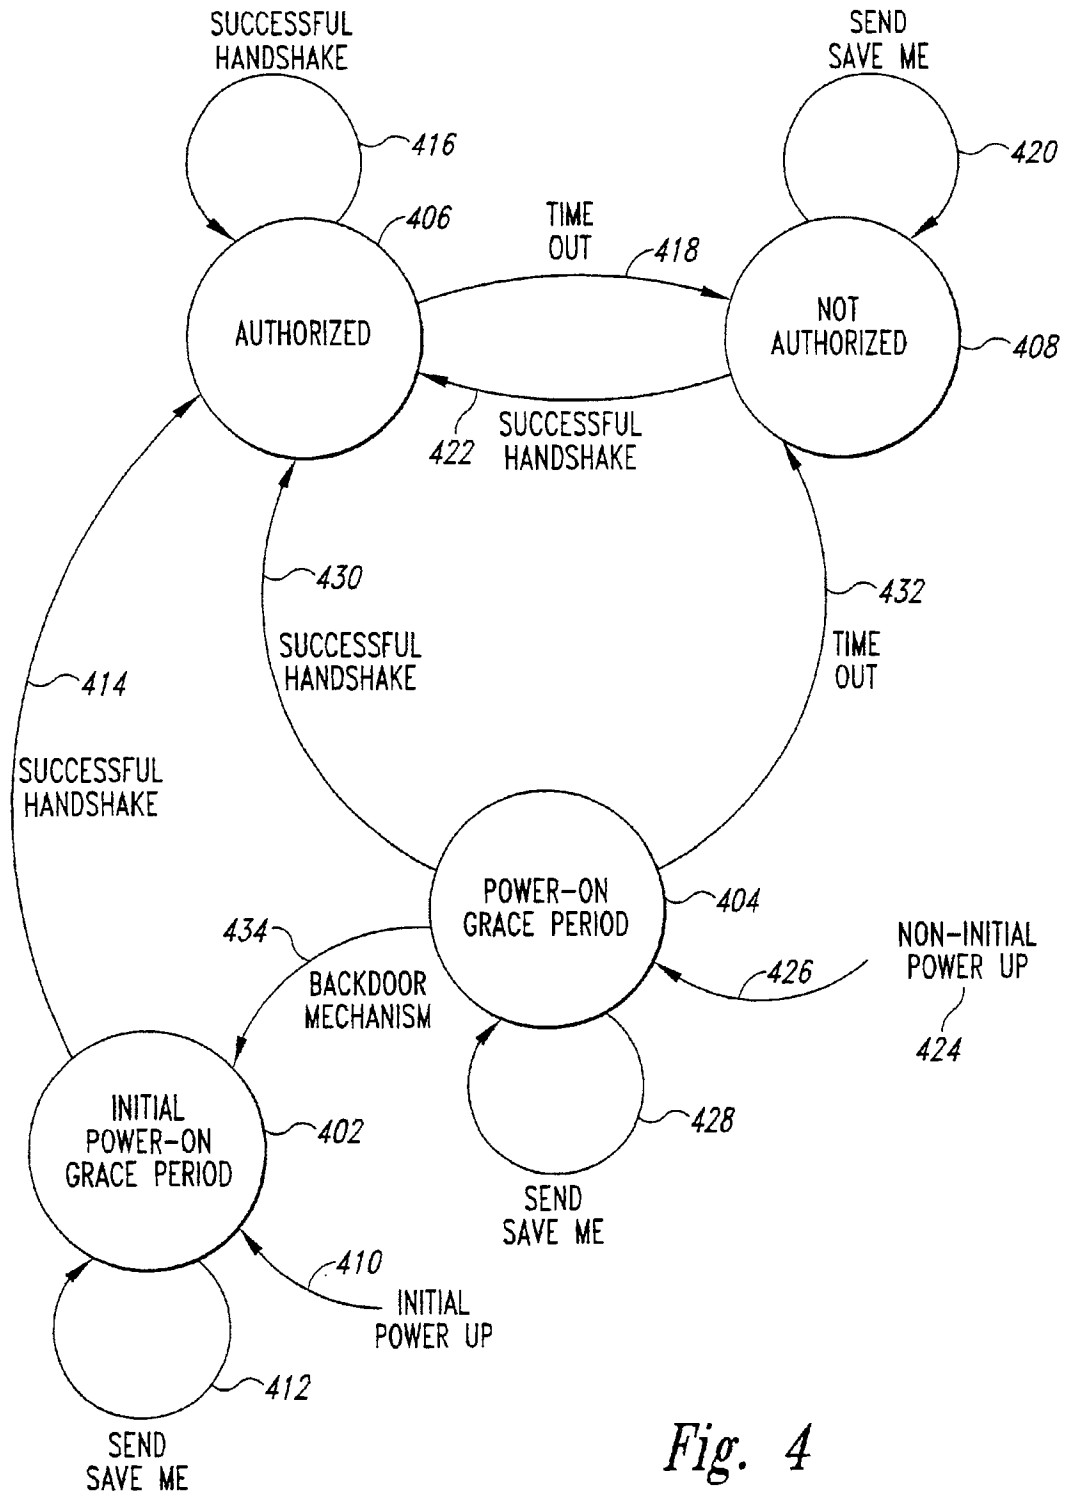 SUCCESSFUL
HANDSHAKE
SEND
SAVE ME
416
420
406
TIME
OUT
418
AUTHORIZED
NOT
AUTHORIZED
408
422
SUCCESSFUL
HANDSHAKE
430
432
SUCCESSFUL
HANDSHAKE
TIME
OUT
414
SUCCESSFUL
HANDSHAKE
POWER-ON
GRACE PERIOD
404
434
BACKDOOR
MECHANISM
NON-INITIAL
POWER UP
426
424
INITIAL
POWER-ON
GRACE PERIOD
402
428
SEND
SAVE ME
410
INITIAL
POWER UP
412
SEND
SAVE ME
Fig. 4